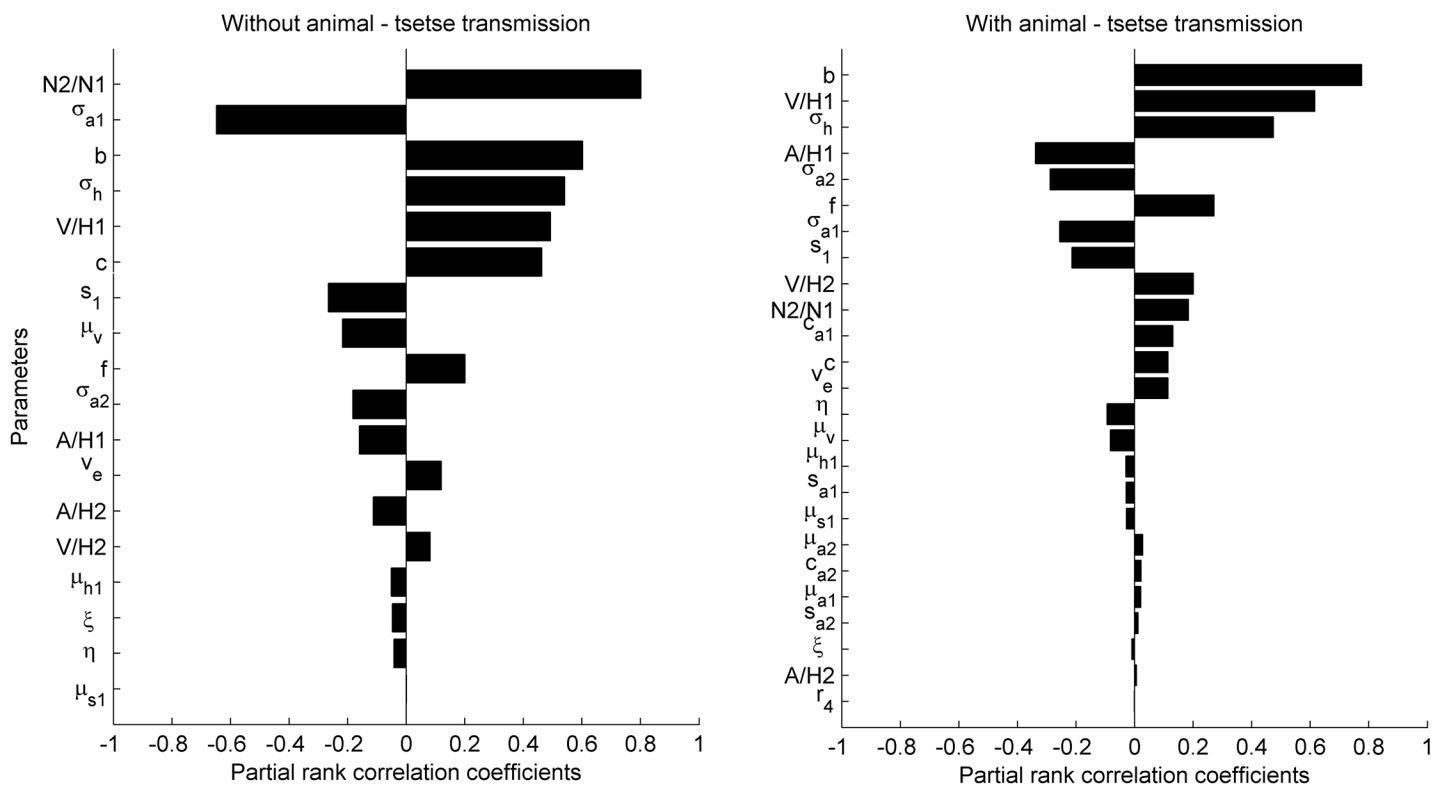 Without animal - tsetse transmission
Parameters
N2/N1
σa1
b
σh
V/H1
c
s1
μv
f
σa2
A/H1
ve
A/H2
V/H2
μh1
ξ
η
μs1
-1 -0.8 -0.6 -0.4 -0.2 0 0.2 0.4 0.6 0.8 1
Partial rank correlation coefficients
With animal - tsetse transmission
b
V/H1
σh
A/H1
σa2
f
σa1
s1
V/H2
N2/N1
ca1
c
ve
η
μv
μh1
sa1
μs1
μa2
ca2
μa1
sa2
ξ
A/H2
r4
-1 -0.8 -0.6 -0.4 -0.2 0 0.2 0.4 0.6 0.8 1
Partial rank correlation coefficients